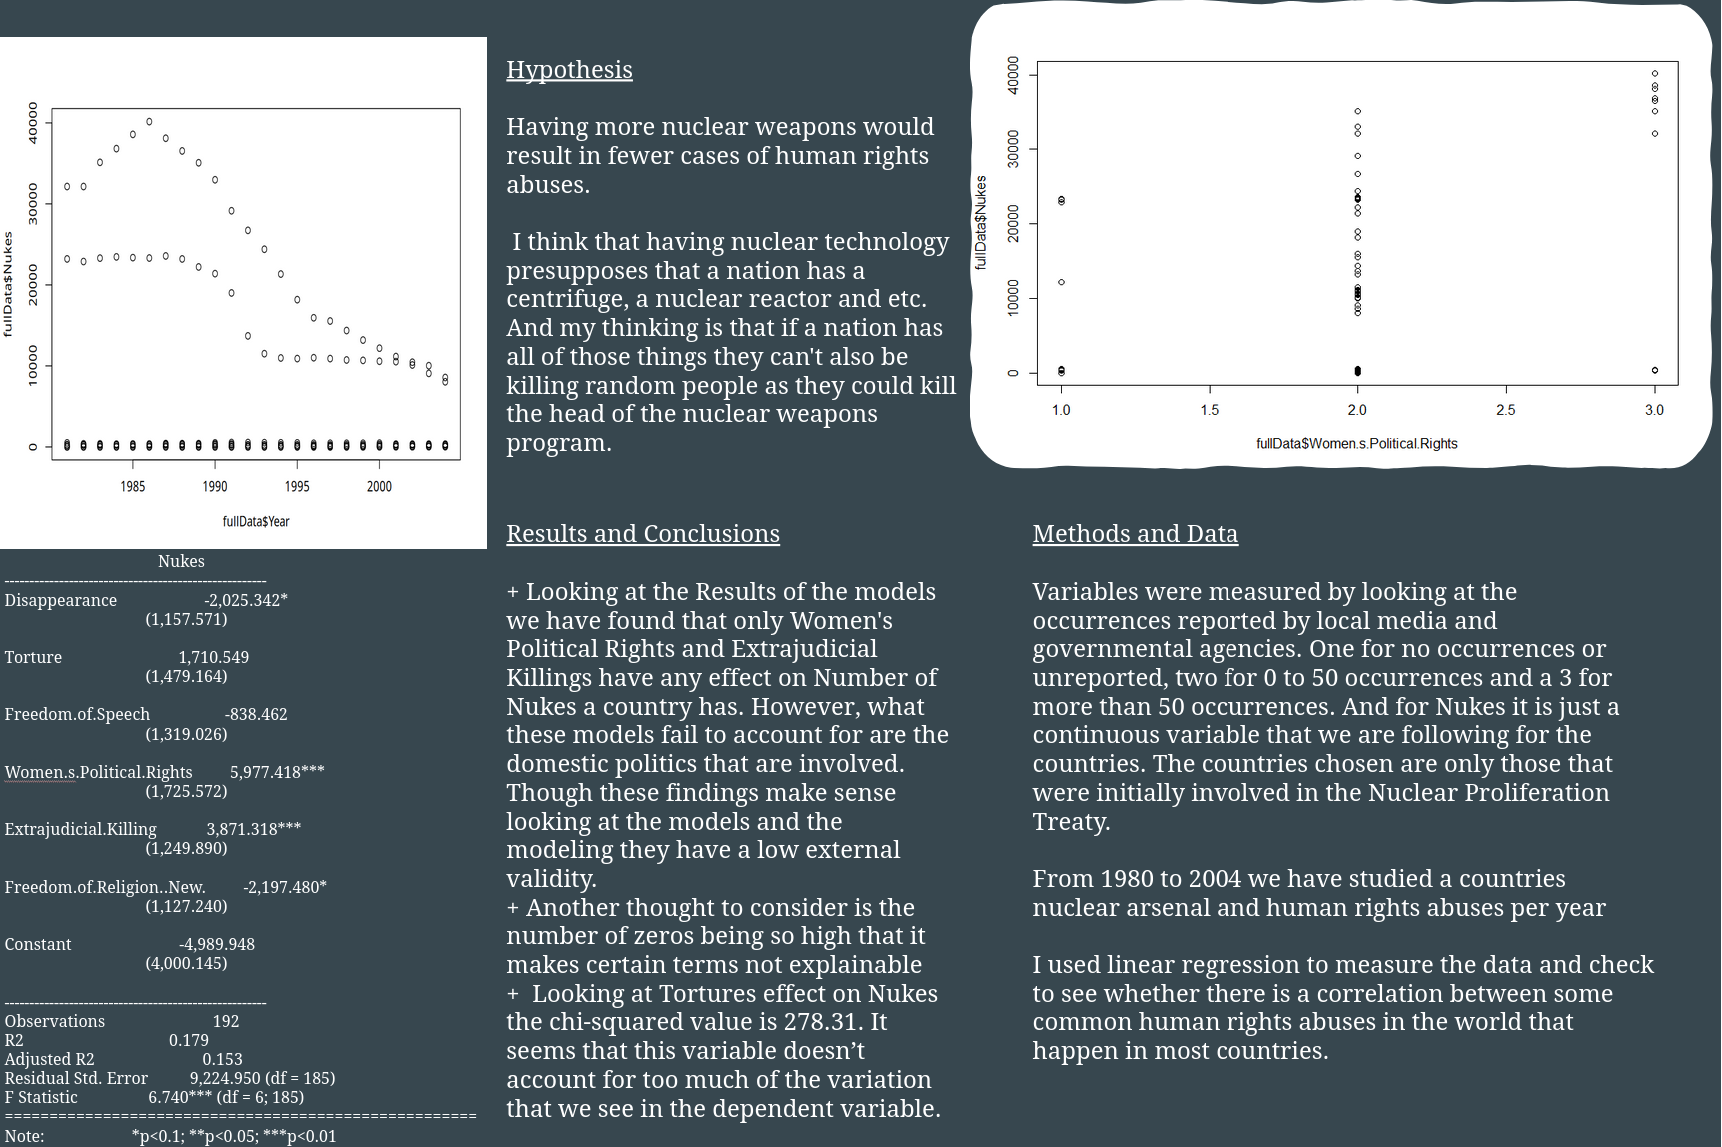 40000
30000
20000
10000
0
fullData$Nukes
1985 1990 1995 2000
fullData$Year
Nukes
-----------------------------------------------------
Disappearance -2,025.342*
(1,157.571)
Torture 1,710.549
(1,479.164)
Freedom.of.Speech -838.462
(1,319.026)
Women.s.Political.Rights 5,977.418***
(1,725.572)
Extrajudicial.Killing 3,871.318***
(1,249.890)
Freedom.of.Religion..New. -2,197.480*
(1,127.240)
Constant -4,989.948
(4,000.145)
-----------------------------------------------------
Observations 192
R2 0.179
Adjusted R2 0.153
Residual Std. Error 9,224.950 (df = 185)
F Statistic 6.740*** (df = 6; 185)
=====================================================
Note: *p<0.1; **p<0.05; ***p<0.01
Hypothesis
Having more nuclear weapons would
result in fewer cases of human rights
abuses.
I think that having nuclear technology
presupposes that a nation has a
centrifuge, a nuclear reactor and etc.
And my thinking is that if a nation has
all of those things they can't also be
killing random people as they could kill
the head of the nuclear weapons
program.
Results and Conclusions
+ Looking at the Results of the models
we have found that only Women's
Political Rights and Extrajudicial
Killings have any effect on Number of
Nukes a country has. However, what
these models fail to account for are the
domestic politics that are involved.
Though these findings make sense
looking at the models and the
modeling they have a low external
validity.
+ Another thought to consider is the
number of zeros being so high that it
makes certain terms not explainable
+ Looking at Tortures effect on Nukes
the chi-squared value is 278.31. It
seems that this variable doesn’t
account for too much of the variation
that we see in the dependent variable.
40000
30000
20000
10000
0
fullData$Nukes
1.0 1.5 2.0 2.5 3.0
fullData$Women.s.Political.Rights
Methods and Data
Variables were measured by looking at the
occurrences reported by local media and
governmental agencies. One for no occurrences or
unreported, two for 0 to 50 occurrences and a 3 for
more than 50 occurrences. And for Nukes it is just a
continuous variable that we are following for the
countries. The countries chosen are only those that
were initially involved in the Nuclear Proliferation
Treaty.
From 1980 to 2004 we have studied a countries
nuclear arsenal and human rights abuses per year
I used linear regression to measure the data and check
to see whether there is a correlation between some
common human rights abuses in the world that
happen in most countries.